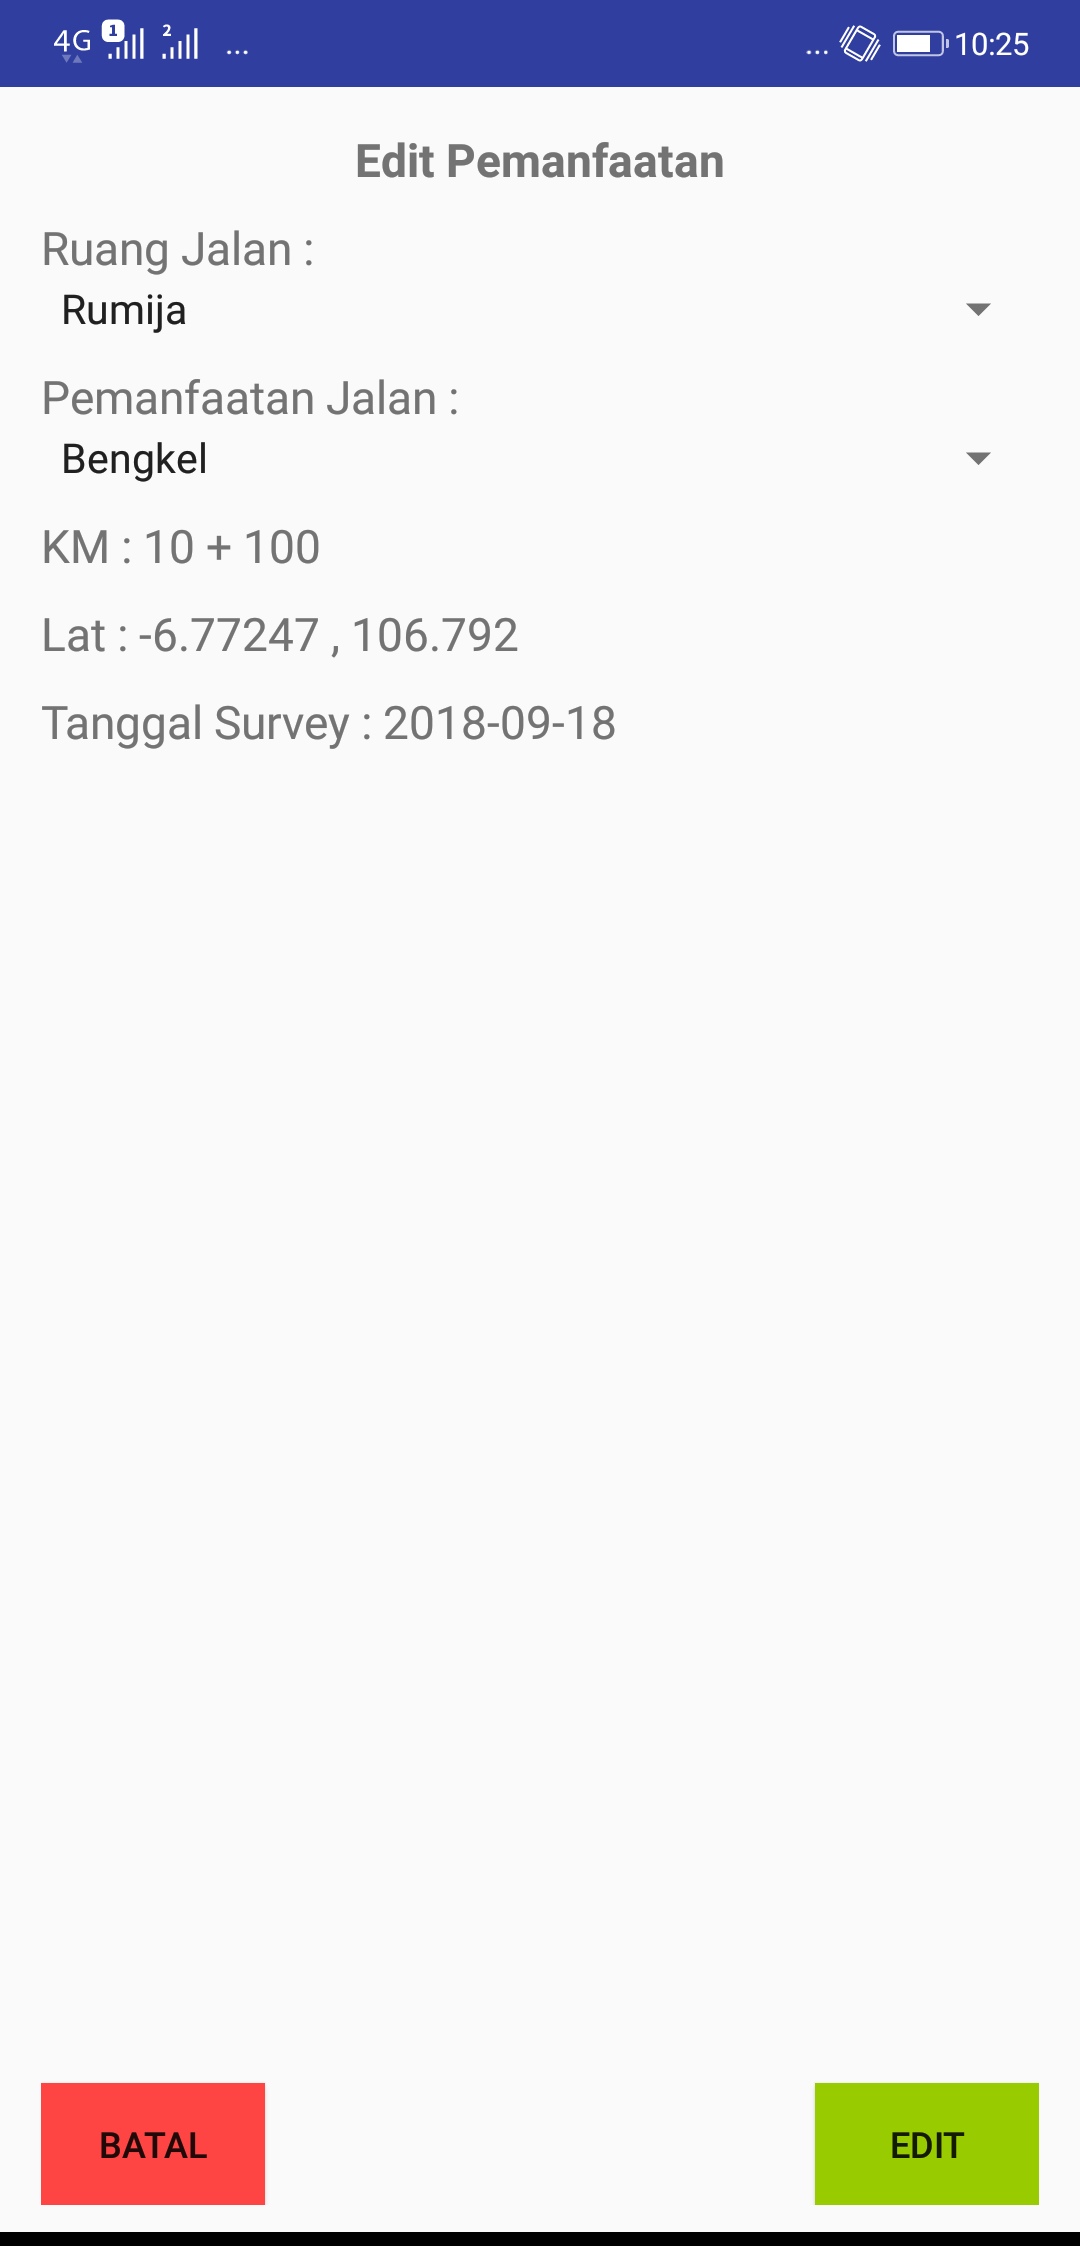 4G 1 2 ... ... 10:25
Edit Pemanfaatan
Ruang Jalan :
Rumija
Pemanfaatan Jalan :
Bengkel
KM : 10 + 100
Lat : -6.77247 , 106.792
Tanggal Survey : 2018-09-18
BATAL EDIT